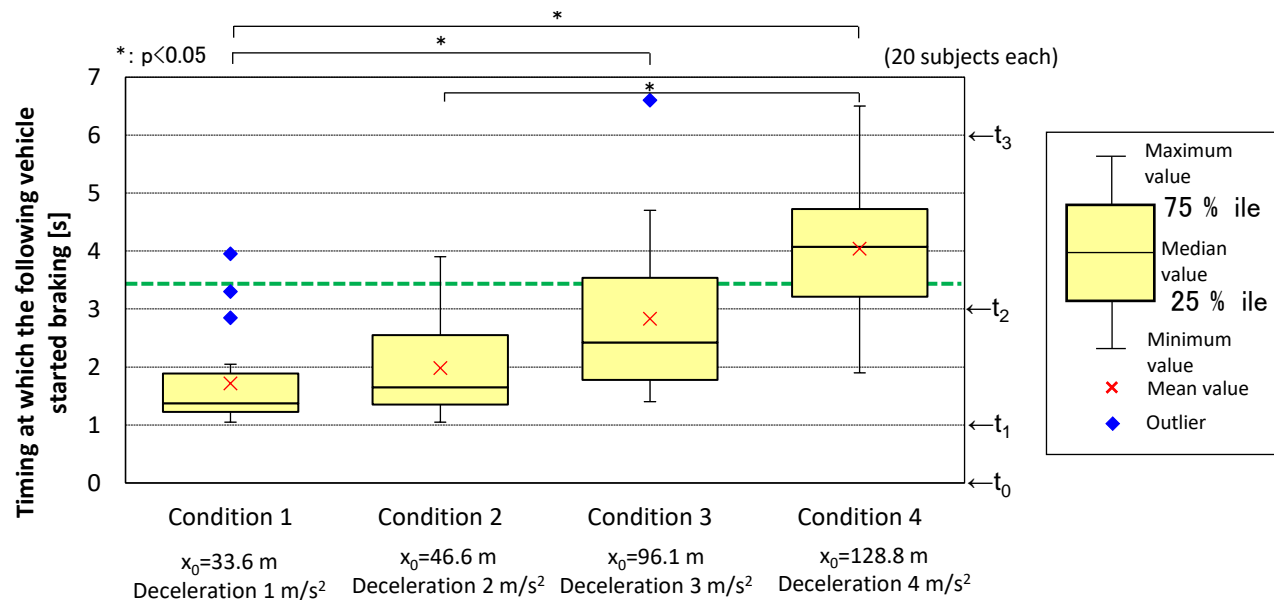 *
*: p<0.05
*
(20 subjects each)
*
Timing at which the following vehicle
started braking [s]
7
6
5
4
3
2
1
0
←t3
←t2
←t1
←t0
Condition 1
Condition 2
Condition 3
Condition 4
x0=33.6 m
Deceleration 1 m/s²
x0=46.6 m
Deceleration 2 m/s²
x0=96.1 m
Deceleration 3 m/s²
x0=128.8 m
Deceleration 4 m/s²
Maximum
value
75 % ile
Median
value
25 % ile
Minimum
value
Mean value
Outlier